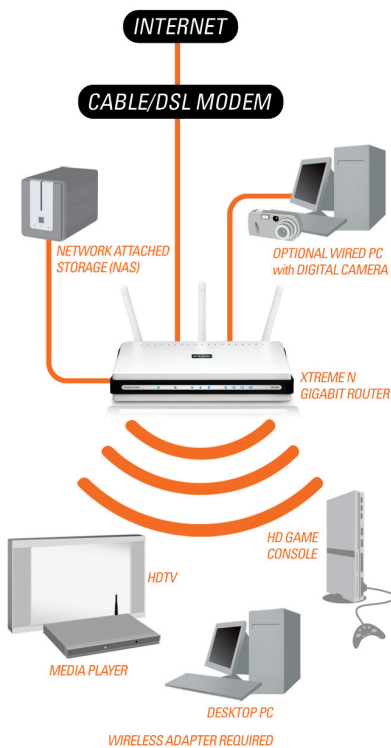 INTERNET
CABLE/DSL MODEM
NETWORK ATTACHED
STORAGE (NAS)
OPTIONAL WIRED PC
with DIGITAL CAMERA
XTREME N
GIGABIT ROUTER
HD GAME
CONSOLE
HDTV
MEDIA PLAYER
DESKTOP PC
WIRELESS ADAPTER REQUIRED